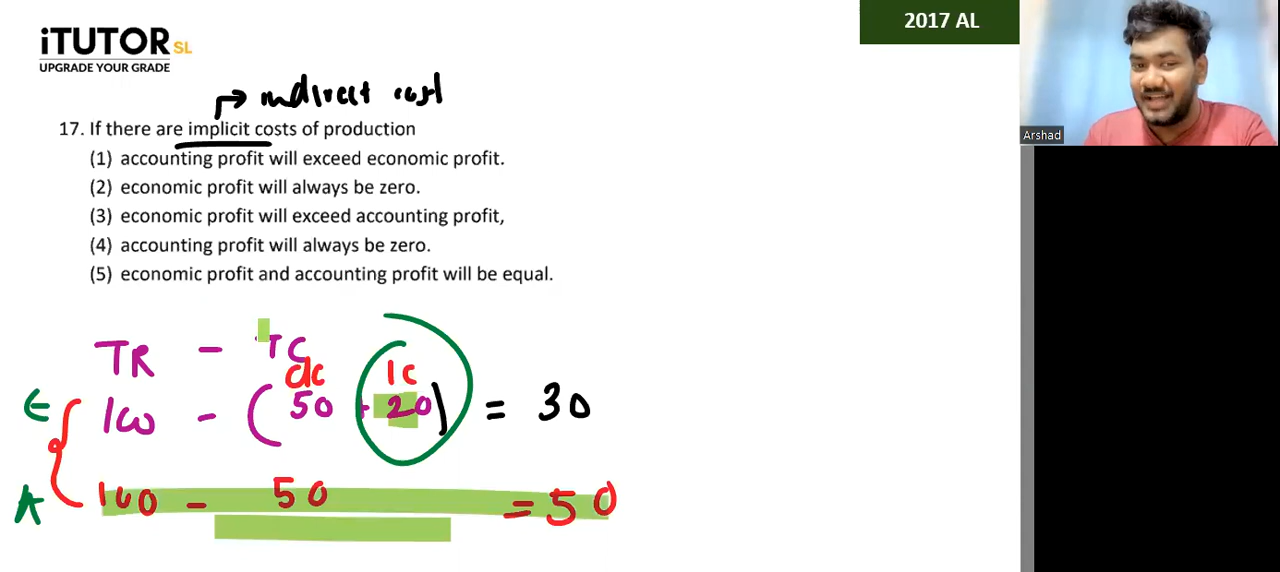 iTUTOR SL
UPGRADE YOUR GRADE
2017 AL
Arshad
→ indirect cost
17. If there are implicit costs of production
(1) accounting profit will exceed economic profit.
(2) economic profit will always be zero.
(3) economic profit will exceed accounting profit,
(4) accounting profit will always be zero.
(5) economic profit and accounting profit will be equal.
TR - TC
dc 1c
E 100 - ( 50 + 20 ) = 30
A 100 - 50 = 50